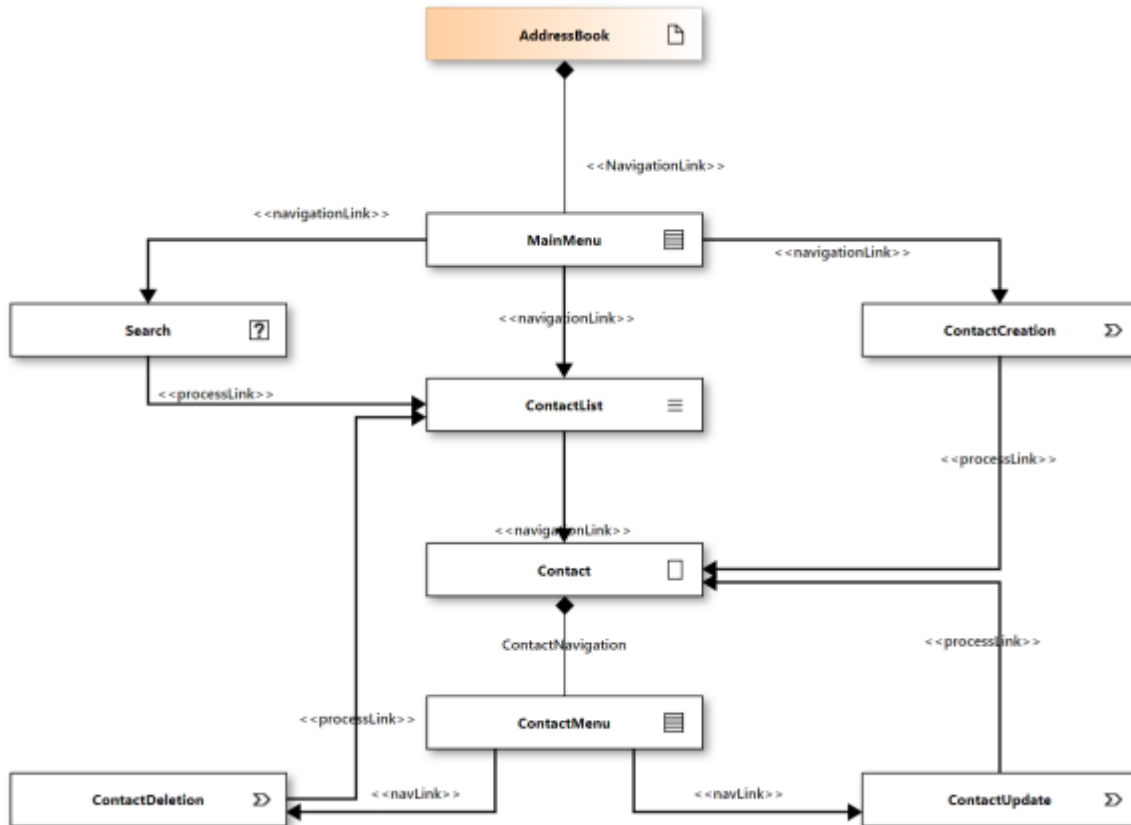 AddressBook
<<NavigationLink>>
<<navigationLink>>
MainMenu
<<navigationLink>>
<<navigationLink>>
Search
?
ContactCreation
<<processLink>>
ContactList
<<processLink>>
<<navigationLink>>
Contact
ContactNavigation
<<processLink>>
<<processLink>>
ContactMenu
ContactDeletion
<<navLink>>
<<navLink>>
ContactUpdate